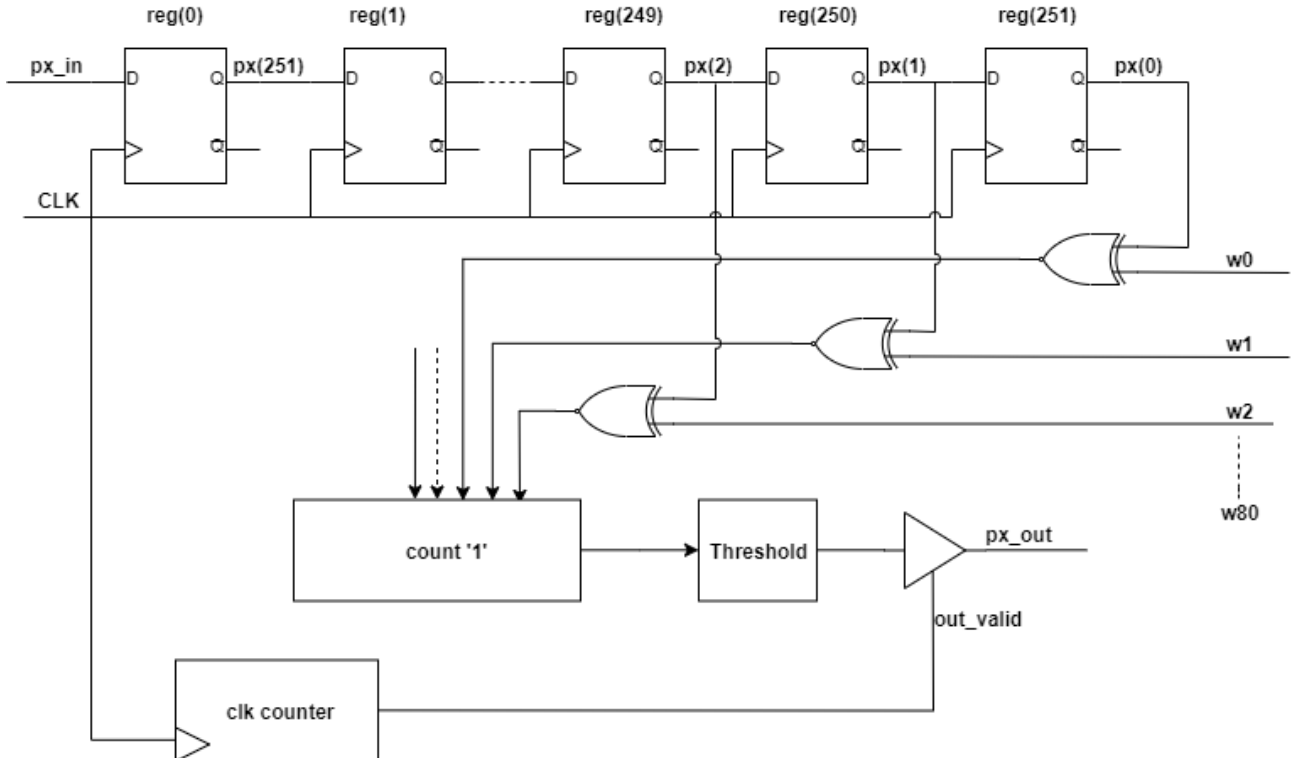 reg(0) reg(1) reg(249) reg(250) reg(251)
px_in px(251) px(2) px(1) px(0)
D Q D Q D Q D Q D Q
Q Q Q Q Q
CLK
w0
w1
w2
w80
count '1'
Threshold
px_out
out_valid
clk counter